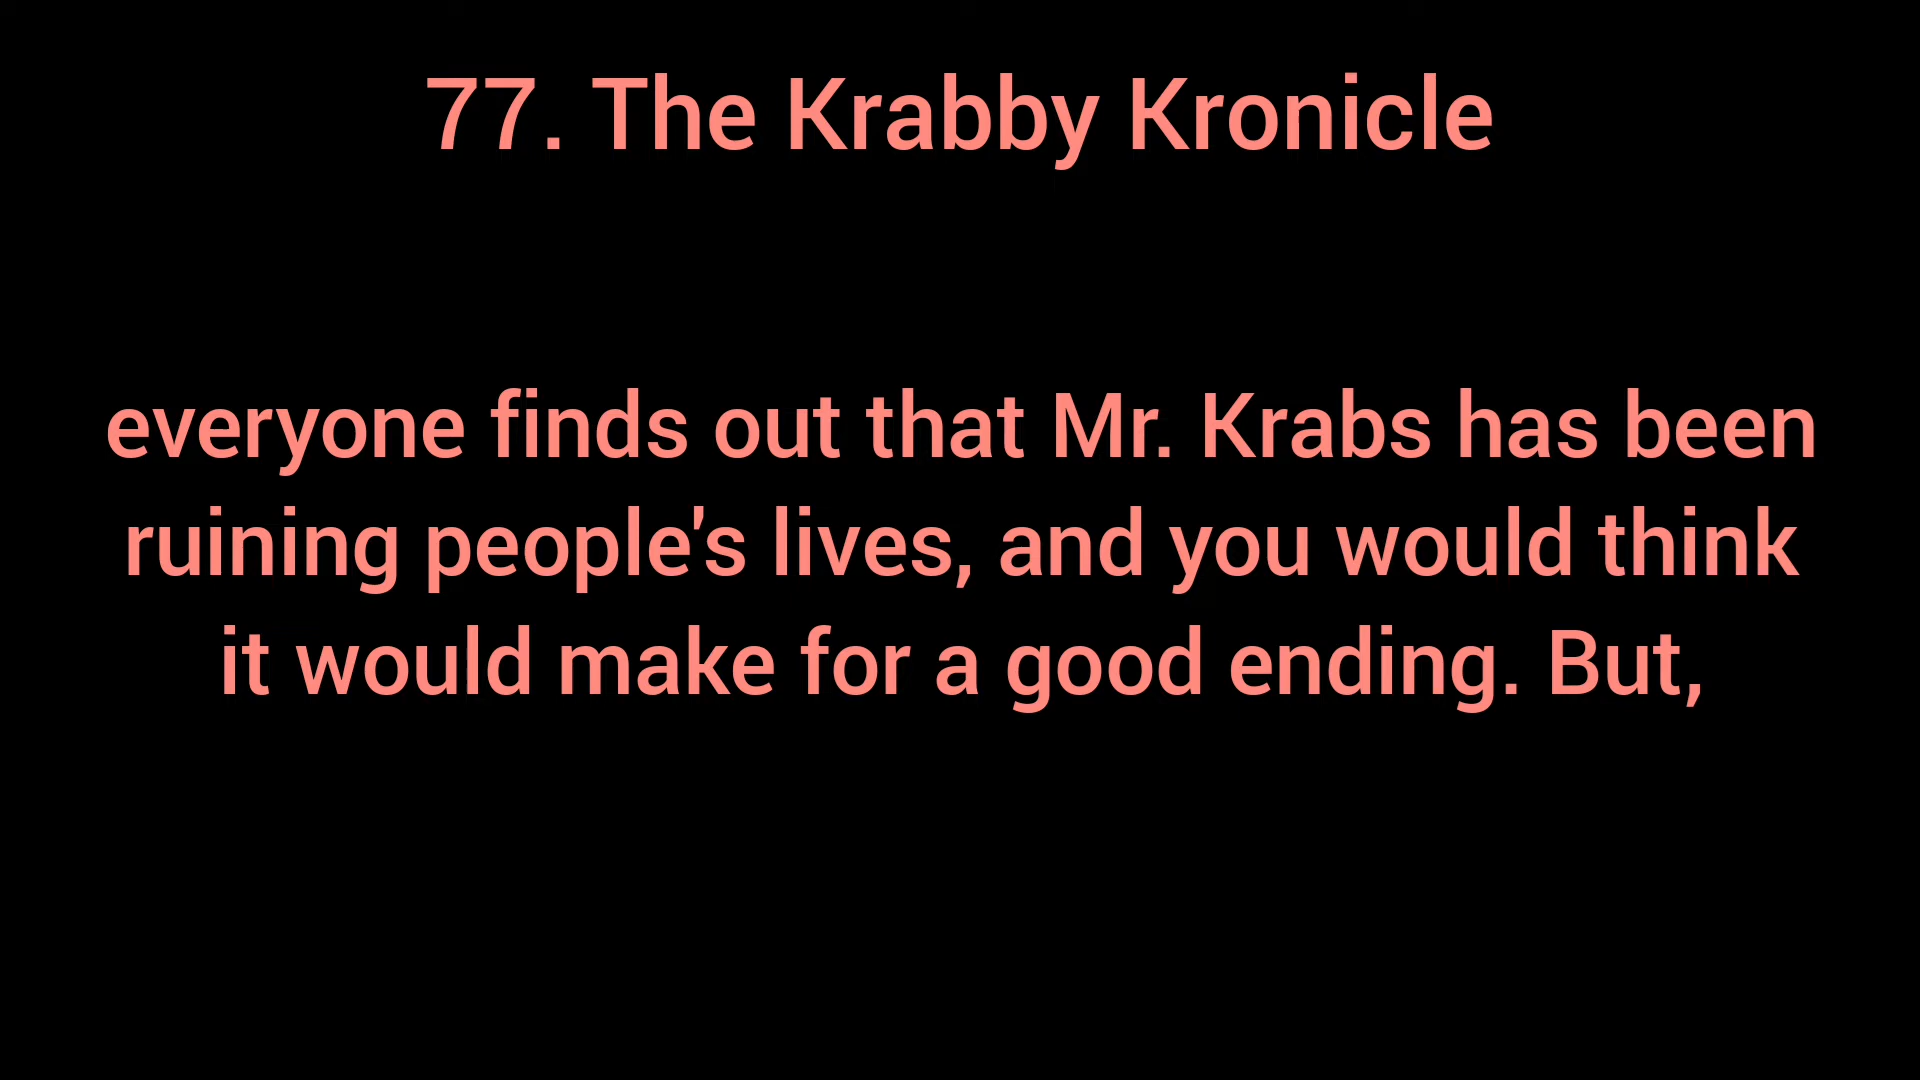 77. The Krabby Kronicle
everyone finds out that Mr. Krabs has been
ruining people's lives, and you would think
it would make for a good ending. But,